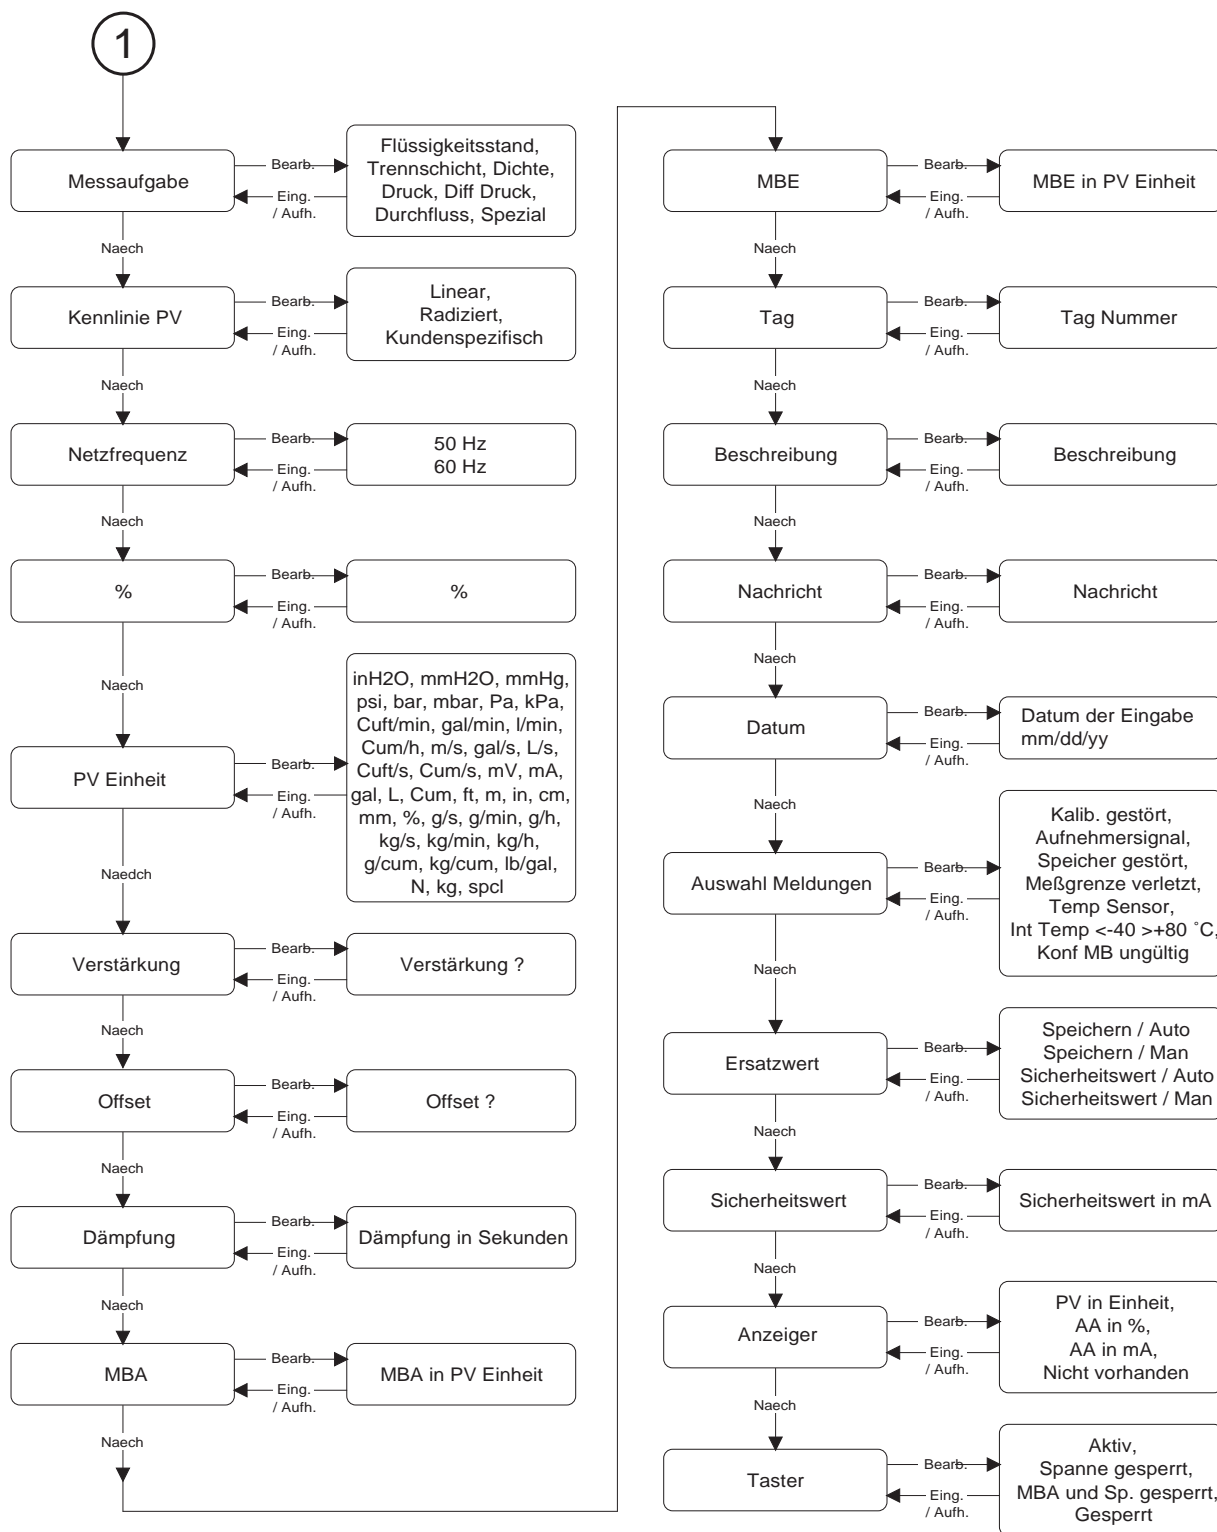 1
Messaufgabe
Bearb.
Eing.
/ Aufh.
Flüssigkeitsstand,
Trennschicht, Dichte,
Druck, Diff Druck,
Durchfluss, Spezial
Naech
Kennlinie PV
Bearb.
Eing.
/ Aufh.
Linear,
Radiziert,
Kundenspezifisch
Naech
Netzfrequenz
Bearb.
Eing.
/ Aufh.
50 Hz
60 Hz
Naech
%
Bearb.
Eing.
/ Aufh.
%
Naech
PV Einheit
Bearb.
Eing.
/ Aufh.
inH2O, mmH2O, mmHg,
psi, bar, mbar, Pa, kPa,
Cuft/min, gal/min, l/min,
Cum/h, m/s, gal/s, L/s,
Cuft/s, Cum/s, mV, mA,
gal, L, Cum, ft, m, in, cm,
mm, %, g/s, g/min, g/h,
kg/s, kg/min, kg/h,
g/cum, kg/cum, lb/gal,
N, kg, spcl
Naedch
Verstärkung
Bearb.
Eing.
/ Aufh.
Verstärkung ?
Naech
Offset
Bearb.
Eing.
/ Aufh.
Offset ?
Naech
Dämpfung
Bearb.
Eing.
/ Aufh.
Dämpfung in Sekunden
Naech
MBA
Bearb.
Eing.
/ Aufh.
MBA in PV Einheit
Naech
MBE
Bearb.
Eing.
/ Aufh.
MBE in PV Einheit
Naech
Tag
Bearb.
Eing.
/ Aufh.
Tag Nummer
Naech
Beschreibung
Bearb.
Eing.
/ Aufh.
Beschreibung
Naech
Nachricht
Bearb.
Eing.
/ Aufh.
Nachricht
Naech
Datum
Bearb.
Eing.
/ Aufh.
Datum der Eingabe
mm/dd/yy
Naech
Auswahl Meldungen
Bearb.
Eing.
/ Aufh.
Kalib. gestört,
Aufnehmersignal,
Speicher gestört,
Meßgrenze verletzt,
Temp Sensor,
Int Temp <-40 >+80 ˚C,
Konf MB ungültig
Naech
Ersatzwert
Bearb.
Eing.
/ Aufh.
Speichern / Auto
Speichern / Man
Sicherheitswert / Auto
Sicherheitswert / Man
Naech
Sicherheitswert
Bearb.
Eing.
/ Aufh.
Sicherheitswert in mA
Naech
Anzeiger
Bearb.
Eing.
/ Aufh.
PV in Einheit,
AA in %,
AA in mA,
Nicht vorhanden
Naech
Taster
Bearb.
Eing.
/ Aufh.
Aktiv,
Spanne gesperrt,
MBA und Sp. gesperrt,
Gesperrt